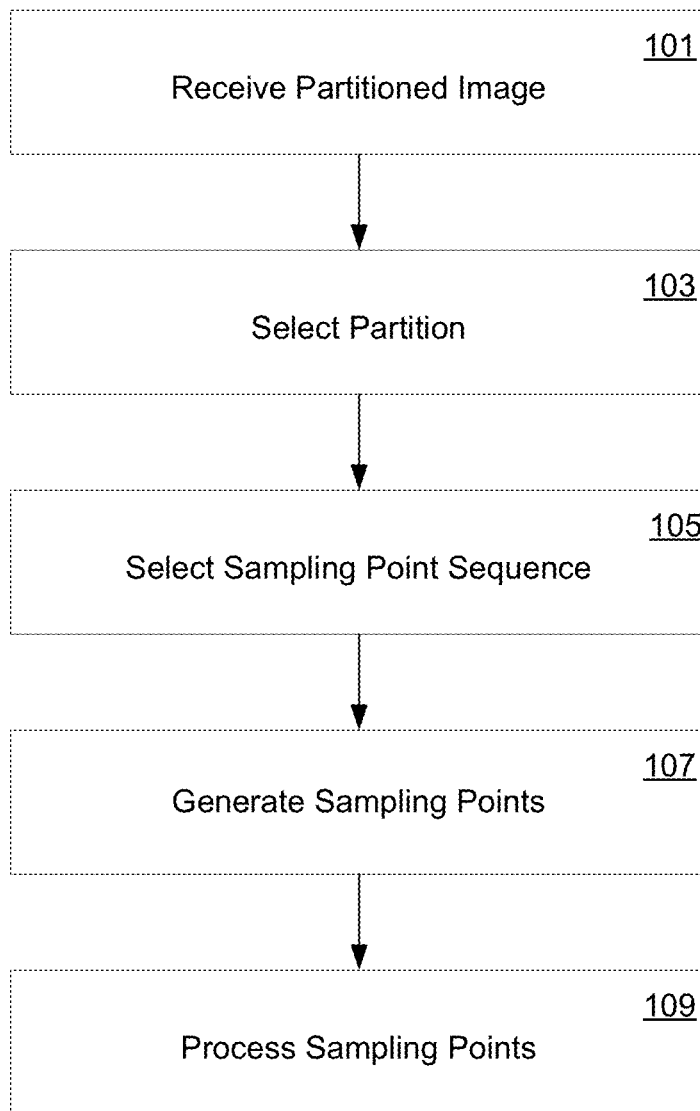 101
Receive Partitioned Image
103
Select Partition
105
Select Sampling Point Sequence
107
Generate Sampling Points
109
Process Sampling Points